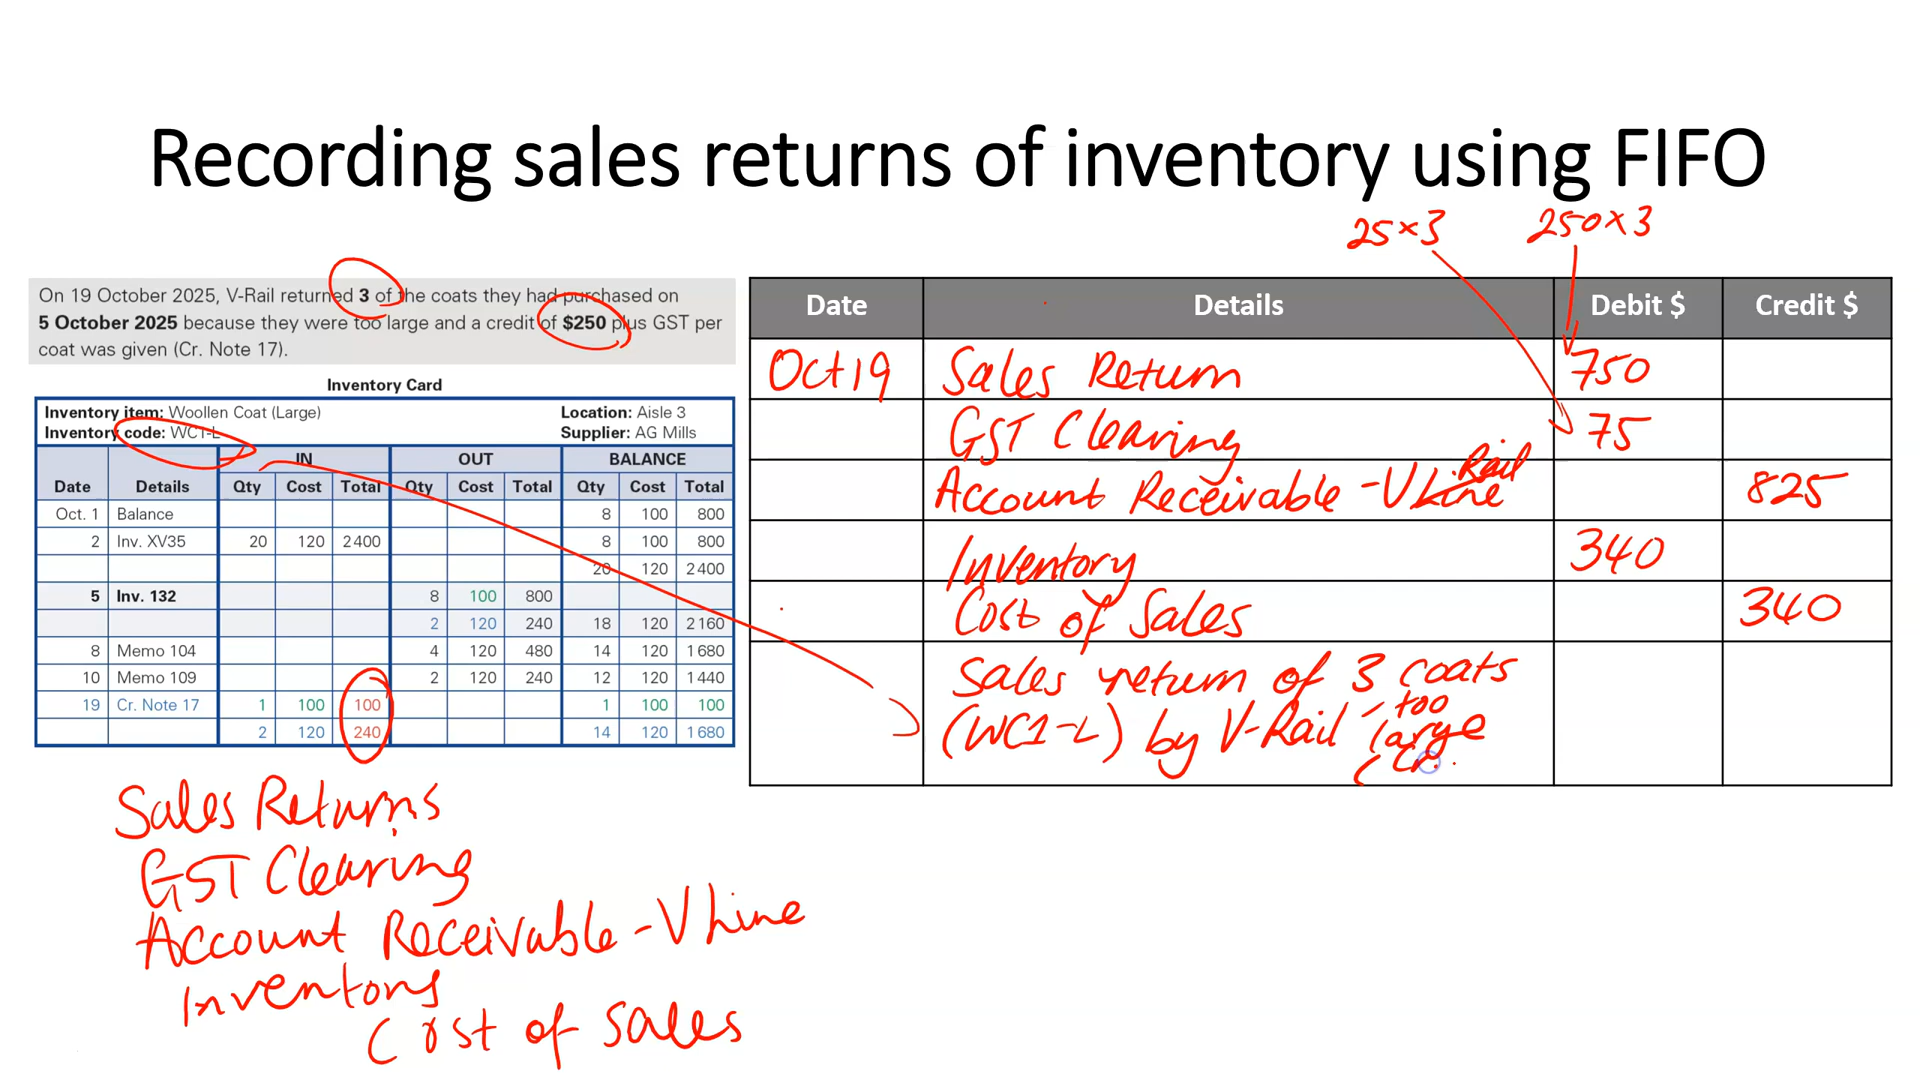 Recording sales returns of inventory using FIFO
25×3
250×3
On 19 October 2025, V-Rail returned 3 of the coats they had purchased on
5 October 2025 because they were too large and a credit of $250 plus GST per
coat was given (Cr. Note 17).
Inventory Card
Inventory item: Woollen Coat (Large) Location: Aisle 3
Inventory code: WC1-L Supplier: AG Mills
IN OUT BALANCE
Date Details Qty Cost Total Qty Cost Total Qty Cost Total
Oct. 1 Balance 8 100 800
2 Inv. XV35 20 120 2400 8 100 800
20 120 2400
5 Inv. 132 8 100 800
2 120 240 18 120 2160
8 Memo 104 4 120 480 14 120 1680
10 Memo 109 2 120 240 12 120 1440
19 Cr. Note 17 1 100 100 1 100 100
2 120 240 14 120 1680
Date Details Debit $ Credit $
Oct 19 Sales Return 750
GST Clearing 75
Account Receivable - V Line Rail 825
Inventory 340
Cost of Sales 340
Sales return of 3 coats
(WC1-L) by V-Rail - too
large
(Cr.
Sales Returns
GST Clearing
Account Receivable - V Line
Inventory
Cost of Sales